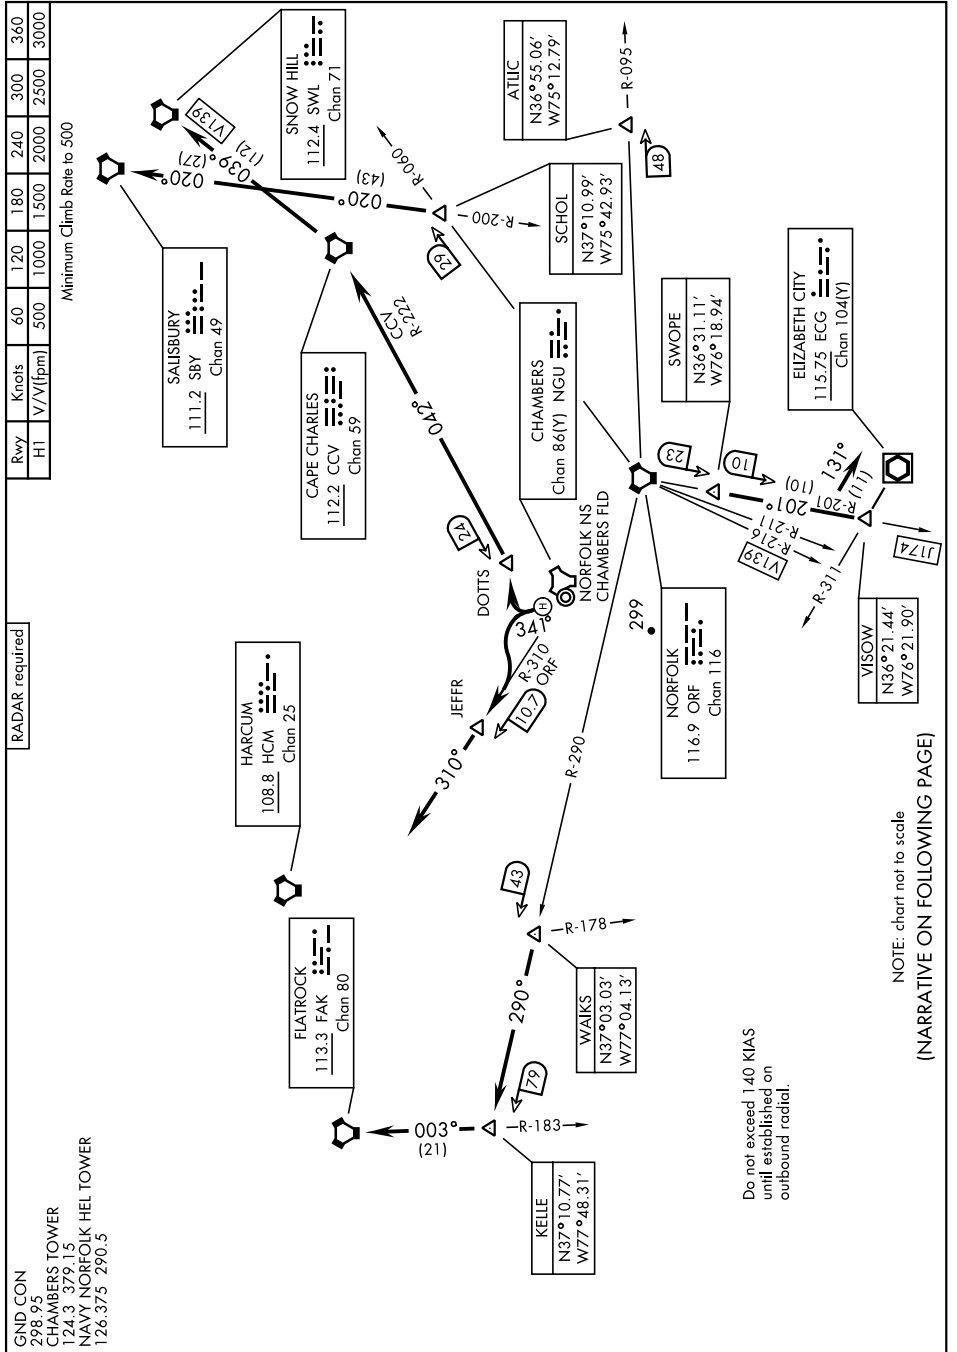 GND CON
298.95
CHAMBERS TOWER
124.3 379.15
NAVY NORFOLK HEL TOWER
126.375 290.5
RADAR required
Rwy Knots 60 120 180 240 300 360
H1 V/V(fpm) 500 1000 1500 2000 2500 3000
Minimum Climb Rate to 500
FLATROCK
113.3 FAK
Chan 80
HARCUM
108.8 HCM
Chan 25
SALISBURY
111.2 SBY
Chan 49
CAPE CHARLES
112.2 CCV
Chan 59
SNOW HILL
112.4 SWL
Chan 71
V139
039°
(12)
020°
(27)
020°
(43)
R-060
R-200
29
CCV
R-222
042°
24
DOTTS
JEFFR
310°
341°
H
R-310
ORF
10.7
NORFOLK NS
CHAMBERS FLD
CHAMBERS
Chan 86(Y) NGU
SCHOL
N37°10.99'
W75°42.93'
ATLIC
N36°55.06'
W75°12.79'
R-095
48
003°
(21)
R-183
79
290°
43
R-178
R-290
KELLE
N37°10.77'
W77°48.31'
WAIKS
N37°03.03'
W77°04.13'
299
NORFOLK
116.9 ORF
Chan 116
SWOPE
N36°31.11'
W76°18.94'
23
10
201°
(10)
R-201
R-211
R-216
V139
131°
(11)
R-311
J174
ELIZABETH CITY
115.75 ECG
Chan 104(Y)
VISOW
N36°21.44'
W76°21.90'
Do not exceed 140 KIAS
until established on
outbound radial.
NOTE: chart not to scale
(NARRATIVE ON FOLLOWING PAGE)